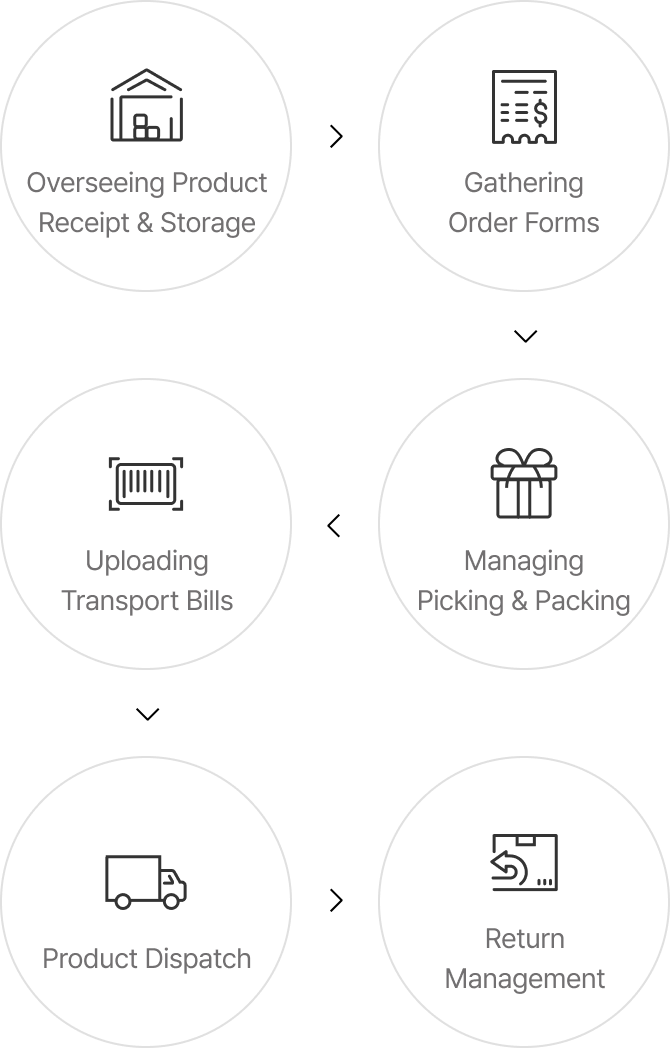 Overseeing Product
Receipt & Storage
Gathering
Order Forms
Managing
Picking & Packing
Uploading
Transport Bills
Product Dispatch
Return
Management